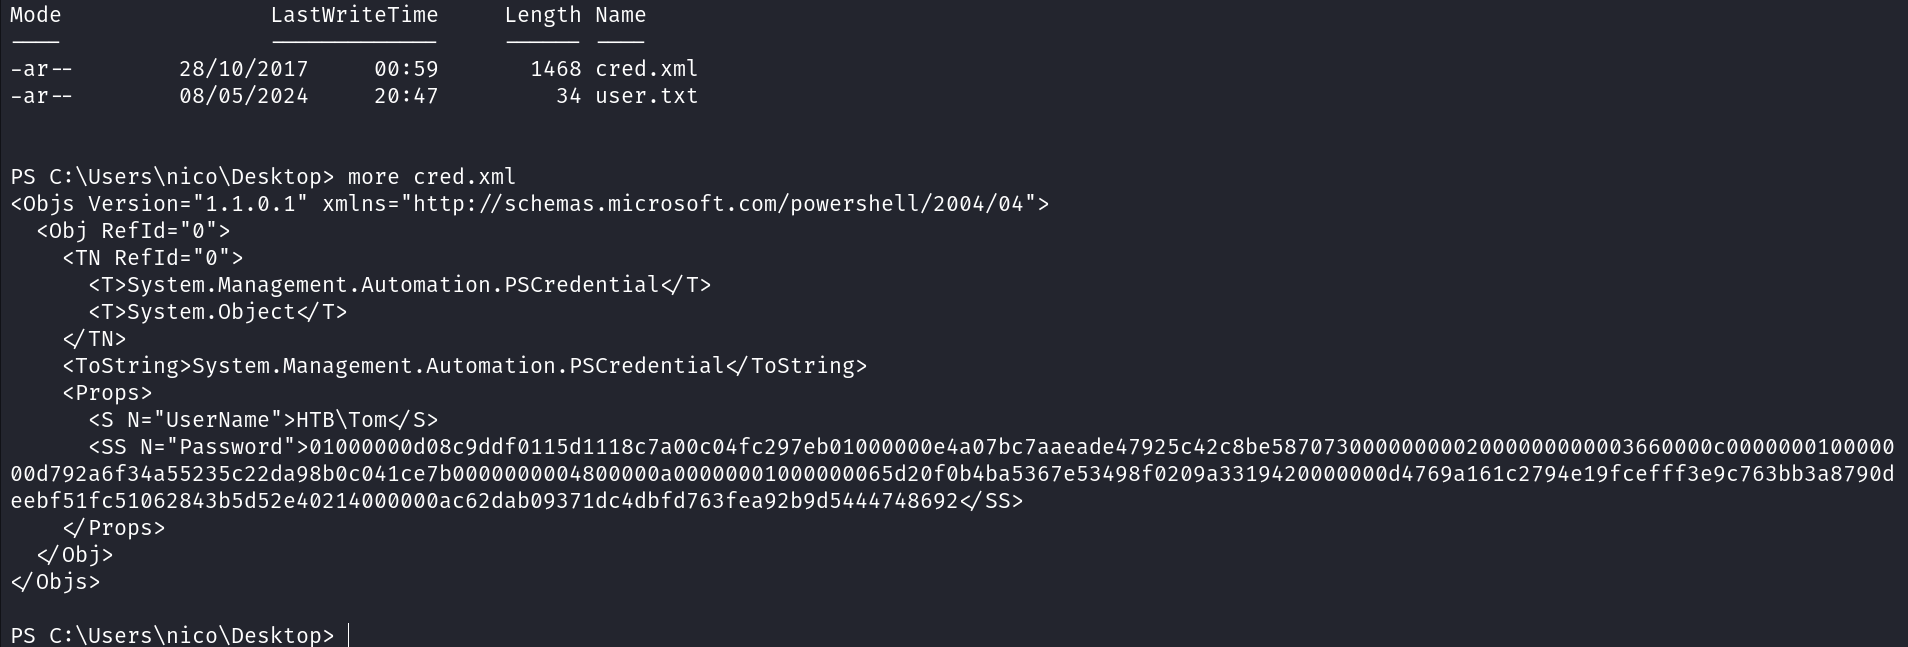 Mode                LastWriteTime     Length Name
----                -------------     ------ ----
-ar--        28/10/2017     00:59       1468 cred.xml
-ar--        08/05/2024     20:47         34 user.txt
PS C:\Users\nico\Desktop> more cred.xml
<Objs Version="1.1.0.1" xmlns="http://schemas.microsoft.com/powershell/2004/04">
  <Obj RefId="0">
    <TN RefId="0">
      <T>System.Management.Automation.PSCredential</T>
      <T>System.Object</T>
    </TN>
    <ToString>System.Management.Automation.PSCredential</ToString>
    <Props>
      <S N="UserName">HTB\Tom</S>
      <SS N="Password">01000000d08c9ddf0115d1118c7a00c04fc297eb01000000e4a07bc7aaeade47925c42c8be5870730000000002000000000003660000c000000010000
00d792a6f34a55235c22da98b0c041ce7b0000000004800000a00000001000000065d20f0b4ba5367e53498f0209a3319420000000d4769a161c2794e19fcefff3e9c763bb3a8790d
eebf51fc51062843b5d52e40214000000ac62dab09371dc4dbfd763fea92b9d5444748692</SS>
    </Props>
  </Obj>
</Objs>
PS C:\Users\nico\Desktop>